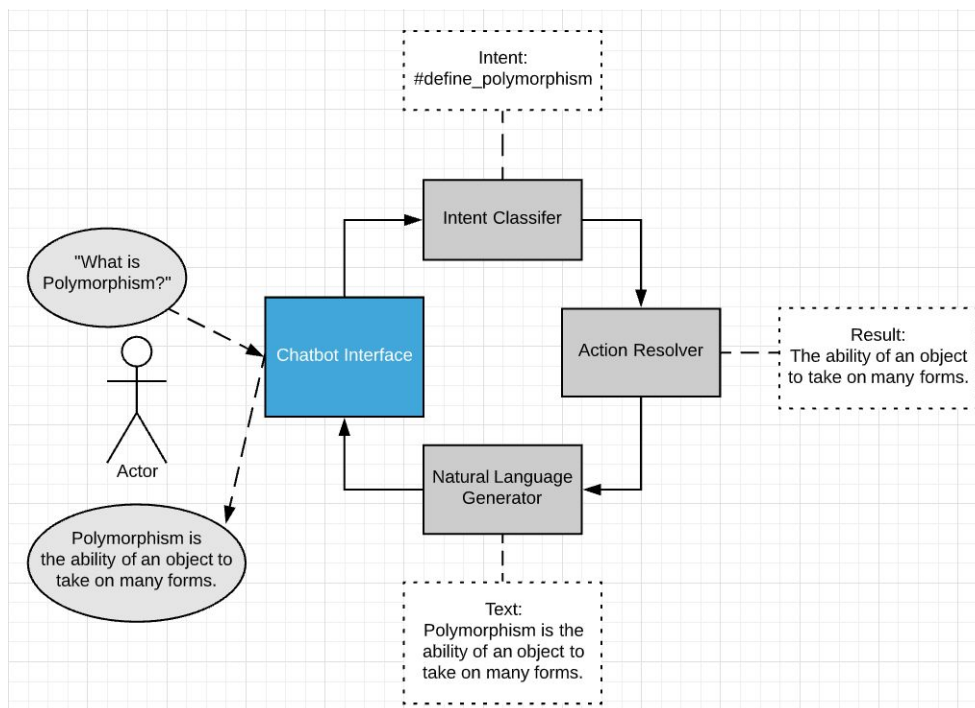 Intent:
#define_polymorphism
Intent Classifer
"What is
Polymorphism?"
Chatbot Interface
Action Resolver
Result:
The ability of an object
to take on many forms.
Actor
Natural Language
Generator
Polymorphism is
the ability of an object to
take on many forms.
Text:
Polymorphism is the
ability of an object to
take on many forms.